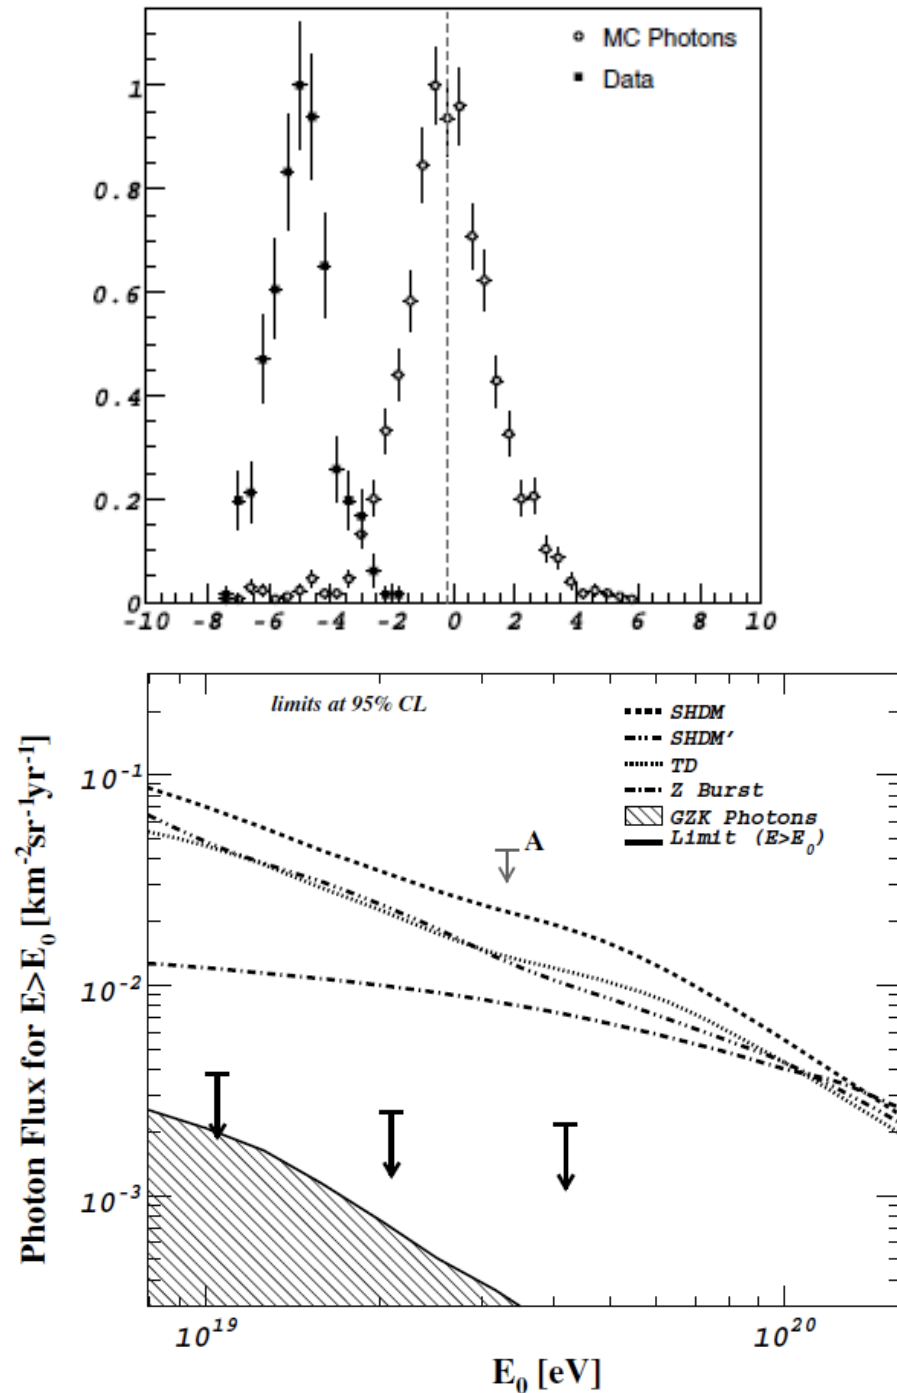 MC Photons
Data
1
0.8
0.6
0.4
0.2
0
-10 -8 -6 -4 -2 0 2 4 6 8 10
limits at 95% CL
SHDM
SHDM'
TD
Z Burst
GZK Photons
Limit (E>E₀)
A
10⁻¹
10⁻²
10⁻³
Photon Flux for E>E₀ [km⁻²sr⁻¹yr⁻¹]
10¹⁹ 10²⁰
E₀ [eV]